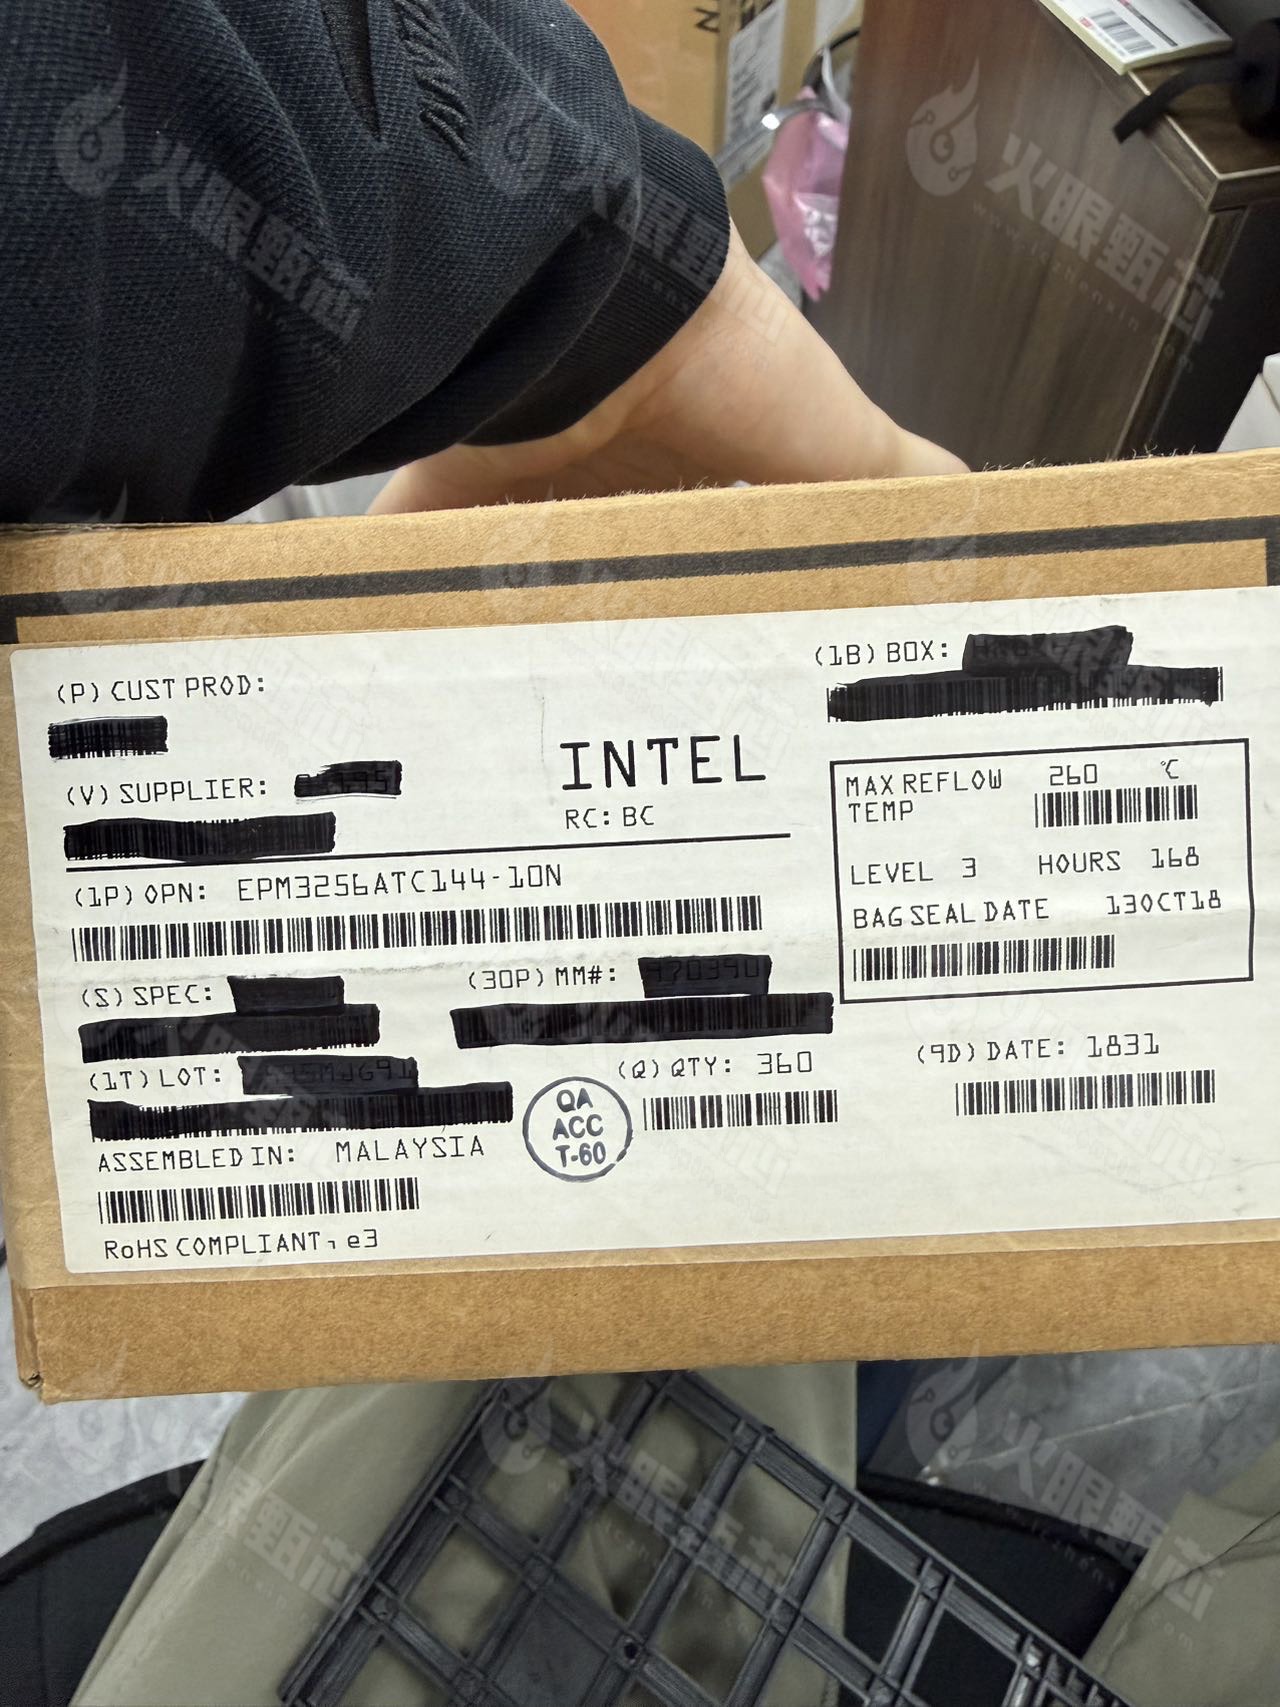 (P) CUST PROD:
(V) SUPPLIER:
INTEL
RC: BC
(1B) BOX:
MAX REFLOW TEMP 260 ℃
LEVEL 3 HOURS 168
BAG SEAL DATE 13OCT18
(1P) OPN: EPM3256ATC144-10N
(S) SPEC:
(30P) MM#:
(1T) LOT:
(Q) QTY: 360
(9D) DATE: 1831
QA
ACC
T-60
ASSEMBLED IN: MALAYSIA
RoHS COMPLIANT, e3
火眼甄芯